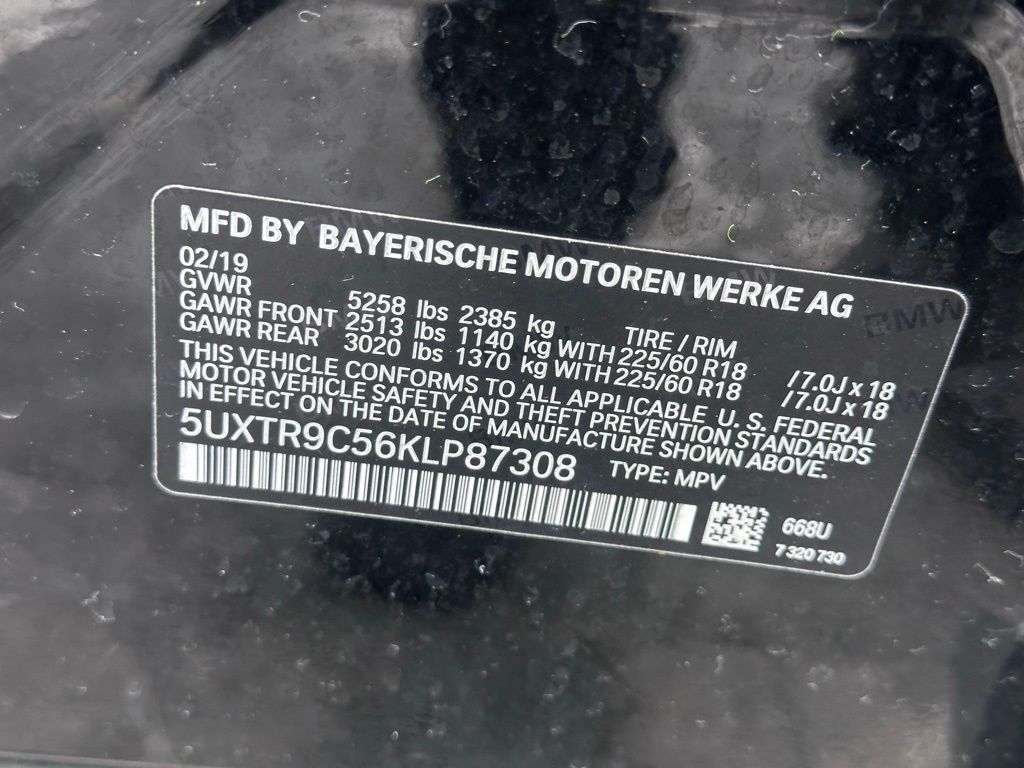 MFD BY BAYERISCHE MOTOREN WERKE AG
02/19
GVWR 5258 lbs 2385 kg TIRE / RIM
GAWR FRONT 2513 lbs 1140 kg WITH 225/60 R18 /7.0J x 18
GAWR REAR 3020 lbs 1370 kg WITH 225/60 R18 /7.0J x 18
THIS VEHICLE CONFORMS TO ALL APPLICABLE U. S. FEDERAL
MOTOR VEHICLE SAFETY AND THEFT PREVENTION STANDARDS
IN EFFECT ON THE DATE OF MANUFACTURE SHOWN ABOVE.
5UXTR9C56KLP87308 TYPE: MPV
668U
7 320 730
BMW